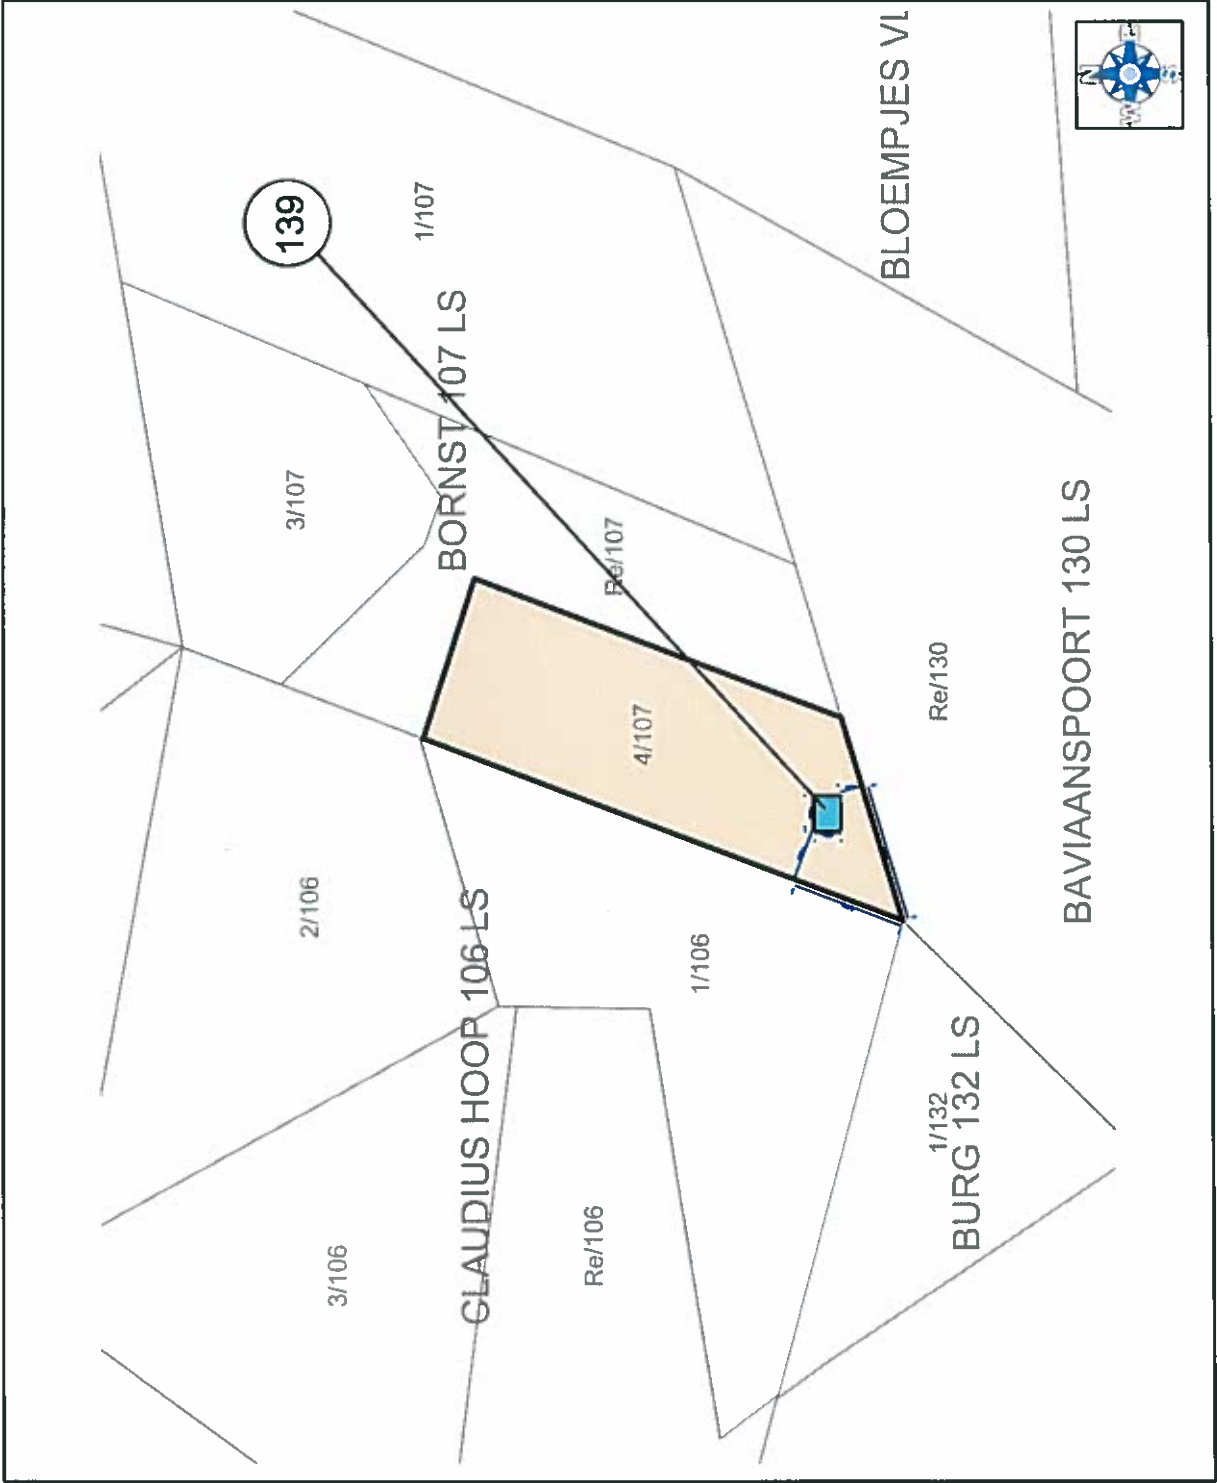 3/106
2/106
3/107
139
GLAUDIUS HOOP 106 LS
BORNST 107 LS
1/107
Re/106
Re/107
4/107
1/106
BLOEMPJES VL
1/132
BURG 132 LS
Re/130
BAVIAANSPOORT 130 LS
N
W
E
S